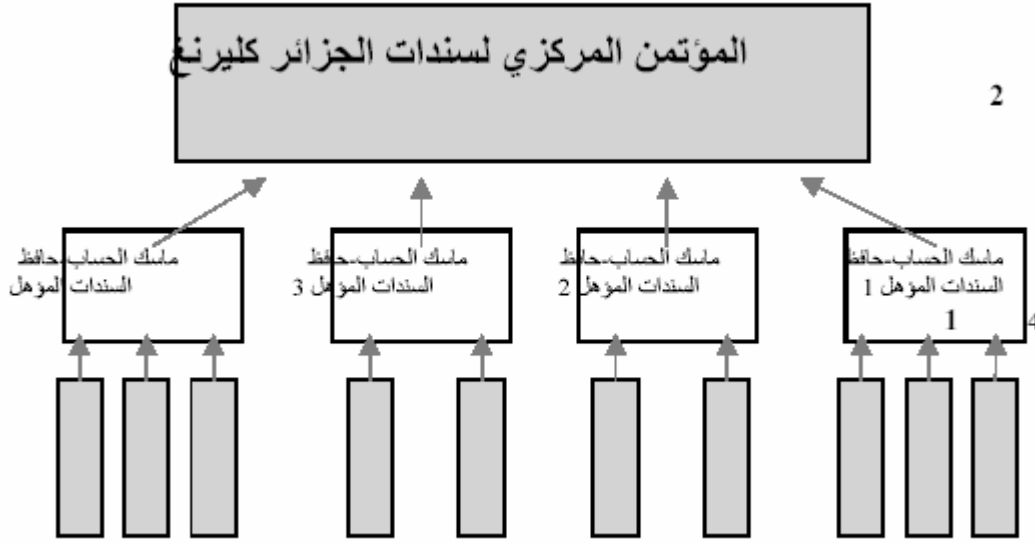 المؤتمن المركزي لسندات الجزائر كليرنغ
2
ماسك الحساب-حافظ
السندات المؤهل 1
1
4
ماسك الحساب-حافظ
السندات المؤهل 2
ماسك الحساب-حافظ
السندات المؤهل 3
ماسك الحساب-حافظ
السندات المؤهل